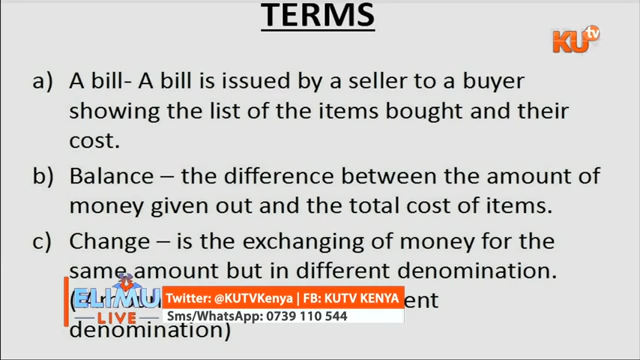 TERMS
KU tv
a) A bill- A bill is issued by a seller to a buyer
showing the list of the items bought and their
cost.
b) Balance – the difference between the amount of
money given out and the total cost of items.
c) Change – is the exchanging of money for the
same amount but in different denomination.
ent
denomination)
ELIMU
LIVE
Twitter: @KUTVKenya | FB: KUTV KENYA
Sms/WhatsApp: 0739 110 544